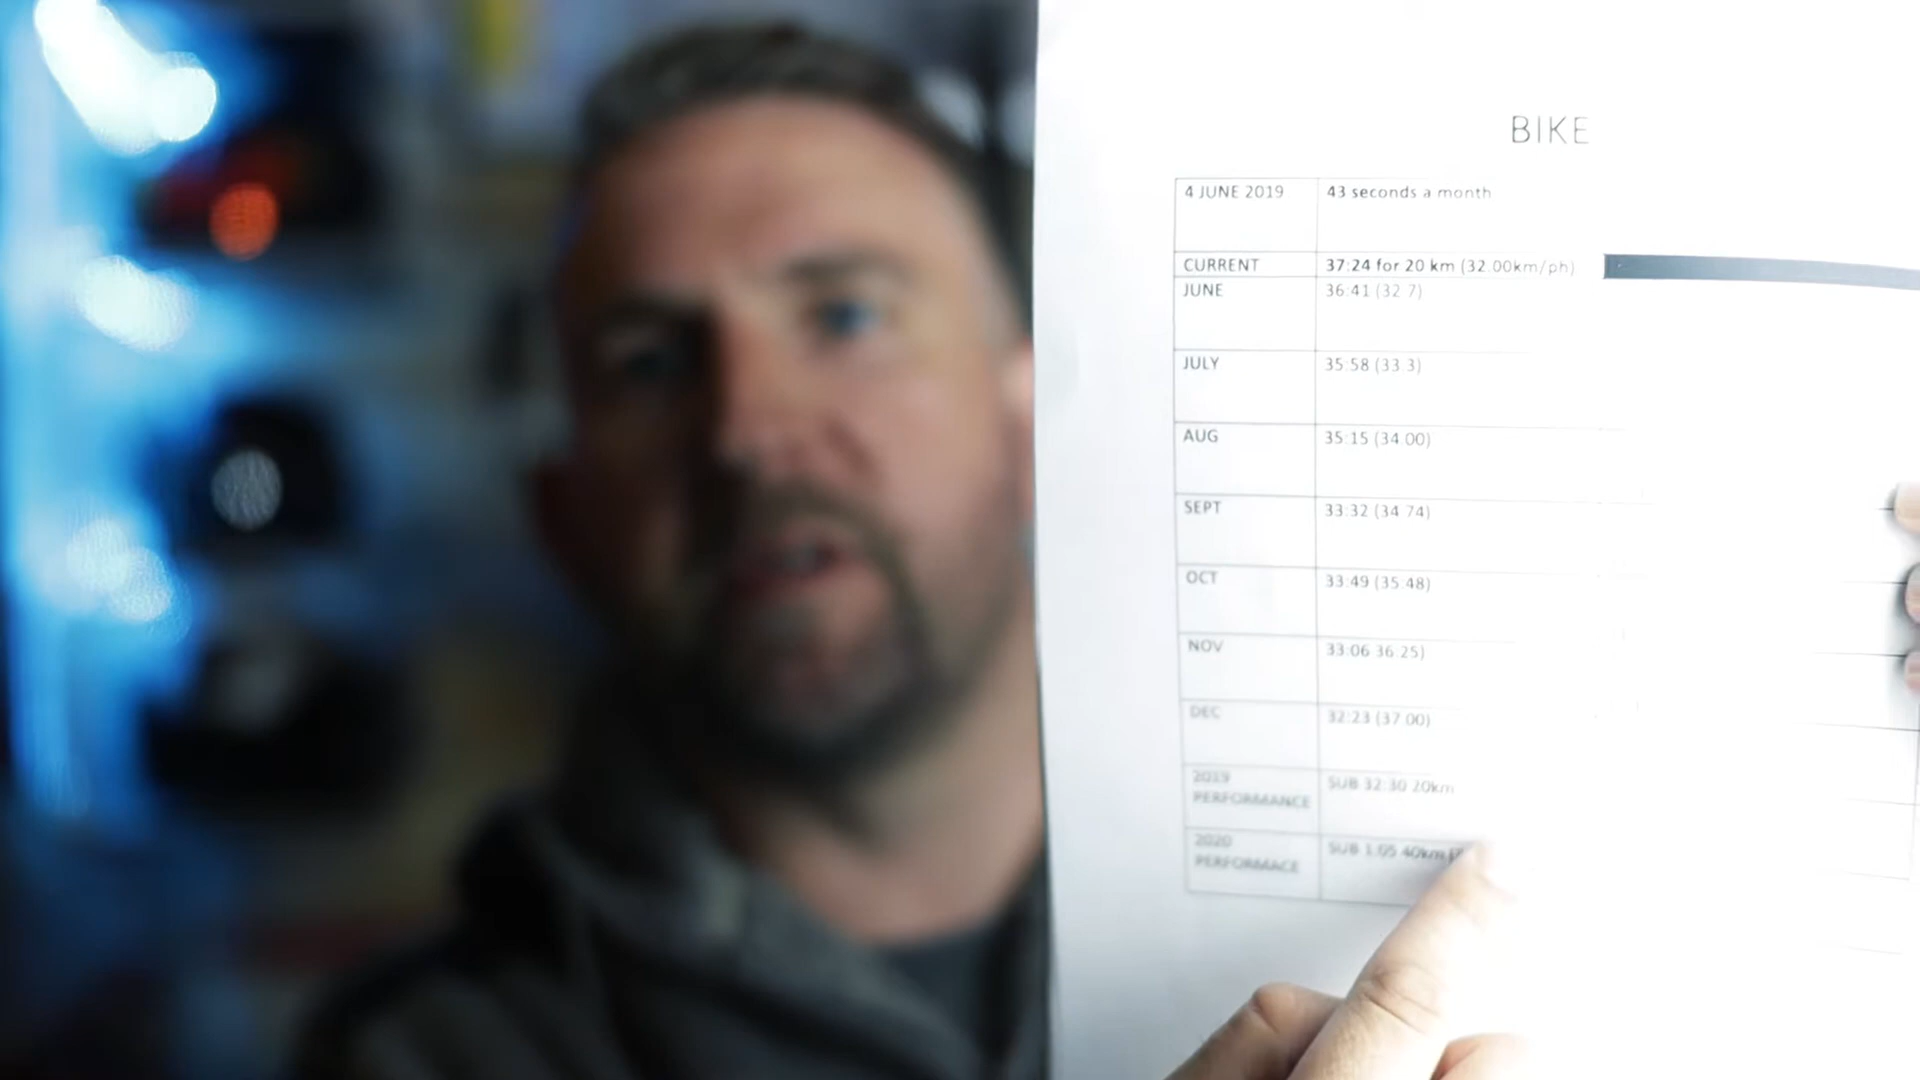 BIKE
4 JUNE 2019 43 seconds a month
CURRENT 37:24 for 20 km (32.00km/ph)
JUNE 36:41 (32 7)
JULY 35:58 (33.3)
AUG 35:15 (34.00)
SEPT 33:32 (34 74)
OCT 33:49 (35.48)
NOV 33:06 36.25)
DEC 32:23 (37.00)
2019 SUB 32:30 20km
PERFORMANCE
2020 SUB 1.05 40km
PERFORMACE